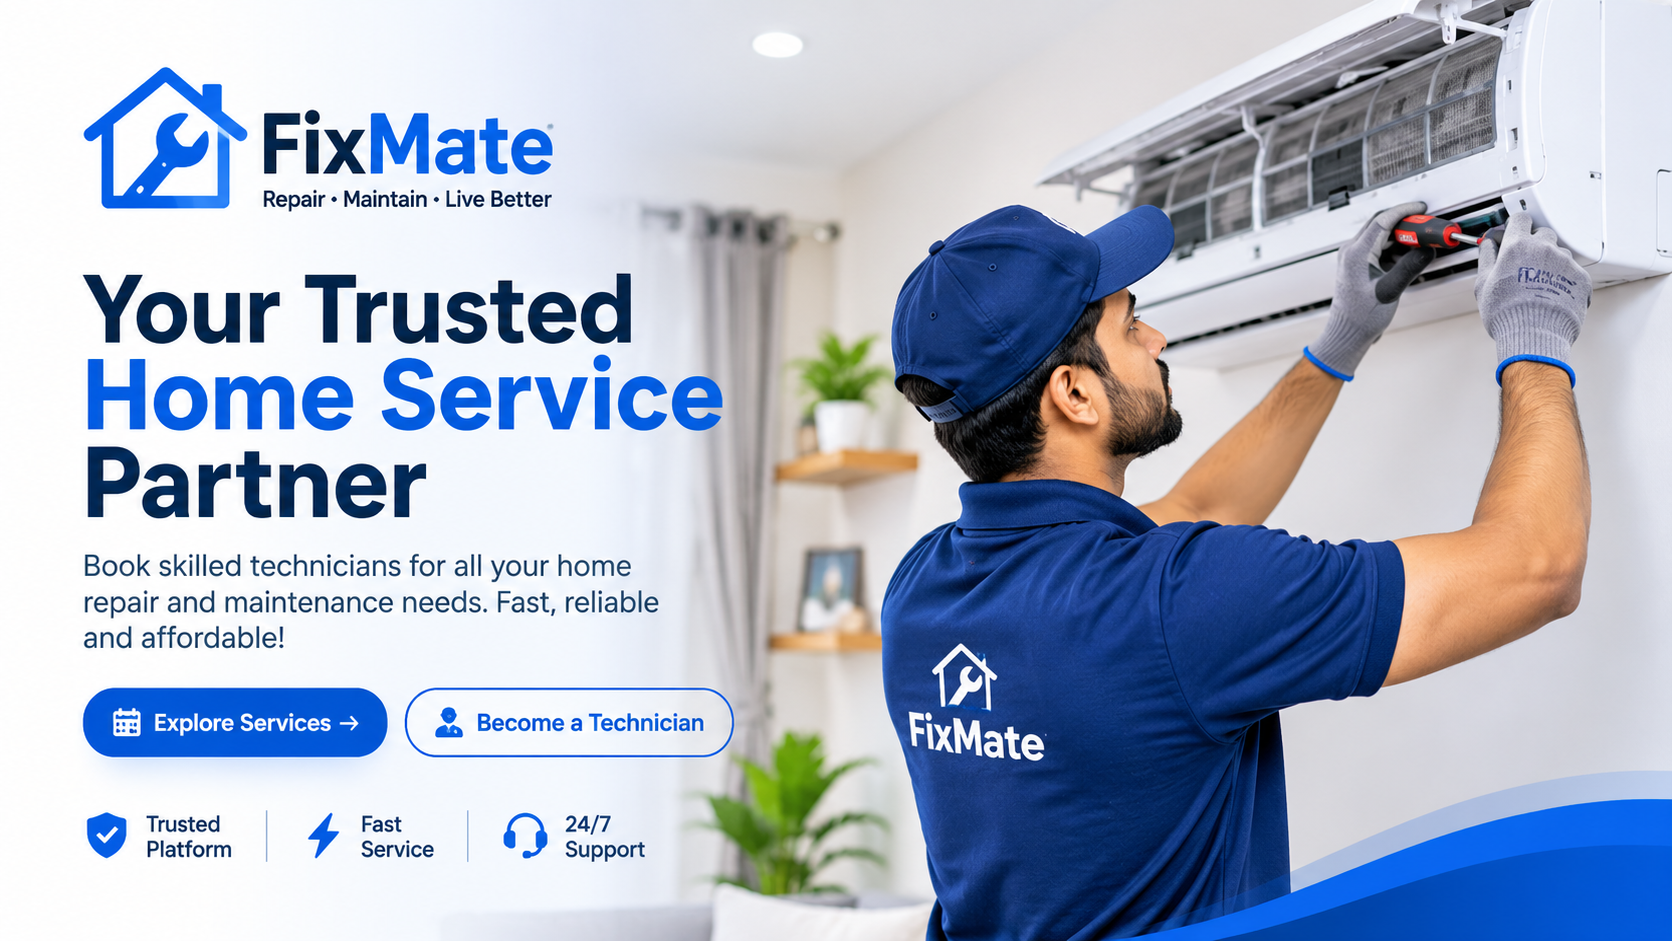 FixMate
Repair • Maintain • Live Better
Your Trusted
Home Service
Partner
Book skilled technicians for all your home
repair and maintenance needs. Fast, reliable
and affordable!
Explore Services →
Become a Technician
Trusted
Platform
Fast
Service
24/7
Support
FixMate